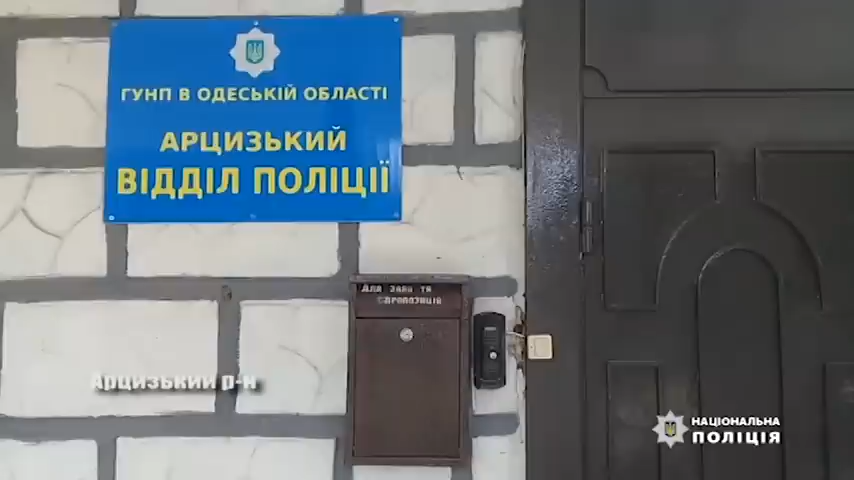 ГУНП В ОДЕСЬКІЙ ОБЛАСТІ
АРЦИЗЬКИЙ
ВІДДІЛ ПОЛІЦІЇ
Для заяв та
пропозицій
Арцизький р-н
НАЦІОНАЛЬНА
ПОЛІЦІЯ